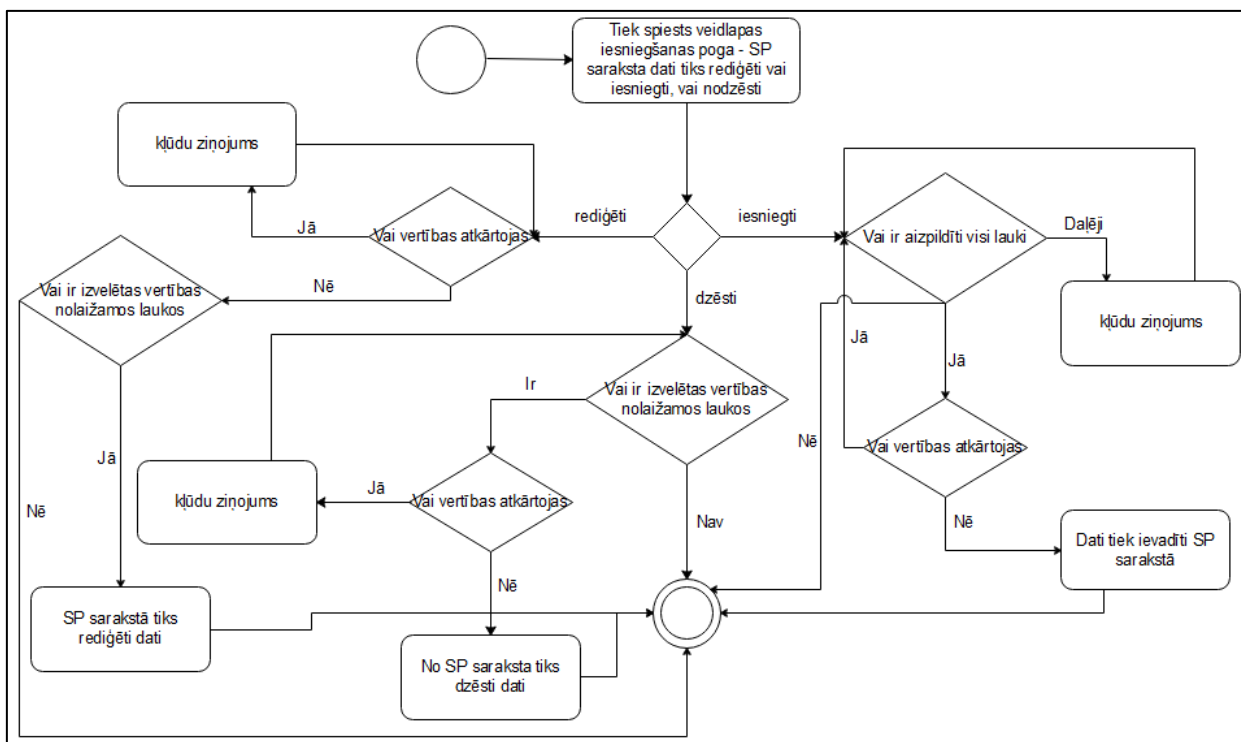 Tiek spiests veidlapas
iesniegšanas poga - SP
saraksta dati tiks rediģēti vai
iesniegti, vai nodzēsti
kļūdu ziņojums
rediģēti
iesniegti
Jā
Vai vertības atkārtojas
Vai ir aizpildīti visi lauki
Daļēji
Nē
Vai ir izvelētas vertības
nolaižamos laukos
dzēsti
kļūdu ziņojums
Jā
Jā
Ir
Vai ir izvelētas vertības
nolaižamos laukos
Nē
Vai vertības atkārtojas
Jā
kļūdu ziņojums
Jā
Vai vertības atkārtojas
Nē
Nav
Nē
Dati tiek ievadīti SP
sarakstā
Nē
SP sarakstā tiks
rediģēti dati
No SP saraksta tiks
dzēsti dati